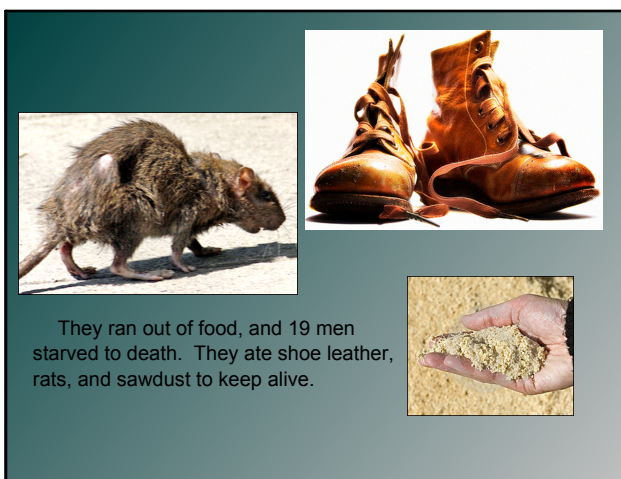 They ran out of food, and 19 men
starved to death. They ate shoe leather,
rats, and sawdust to keep alive.